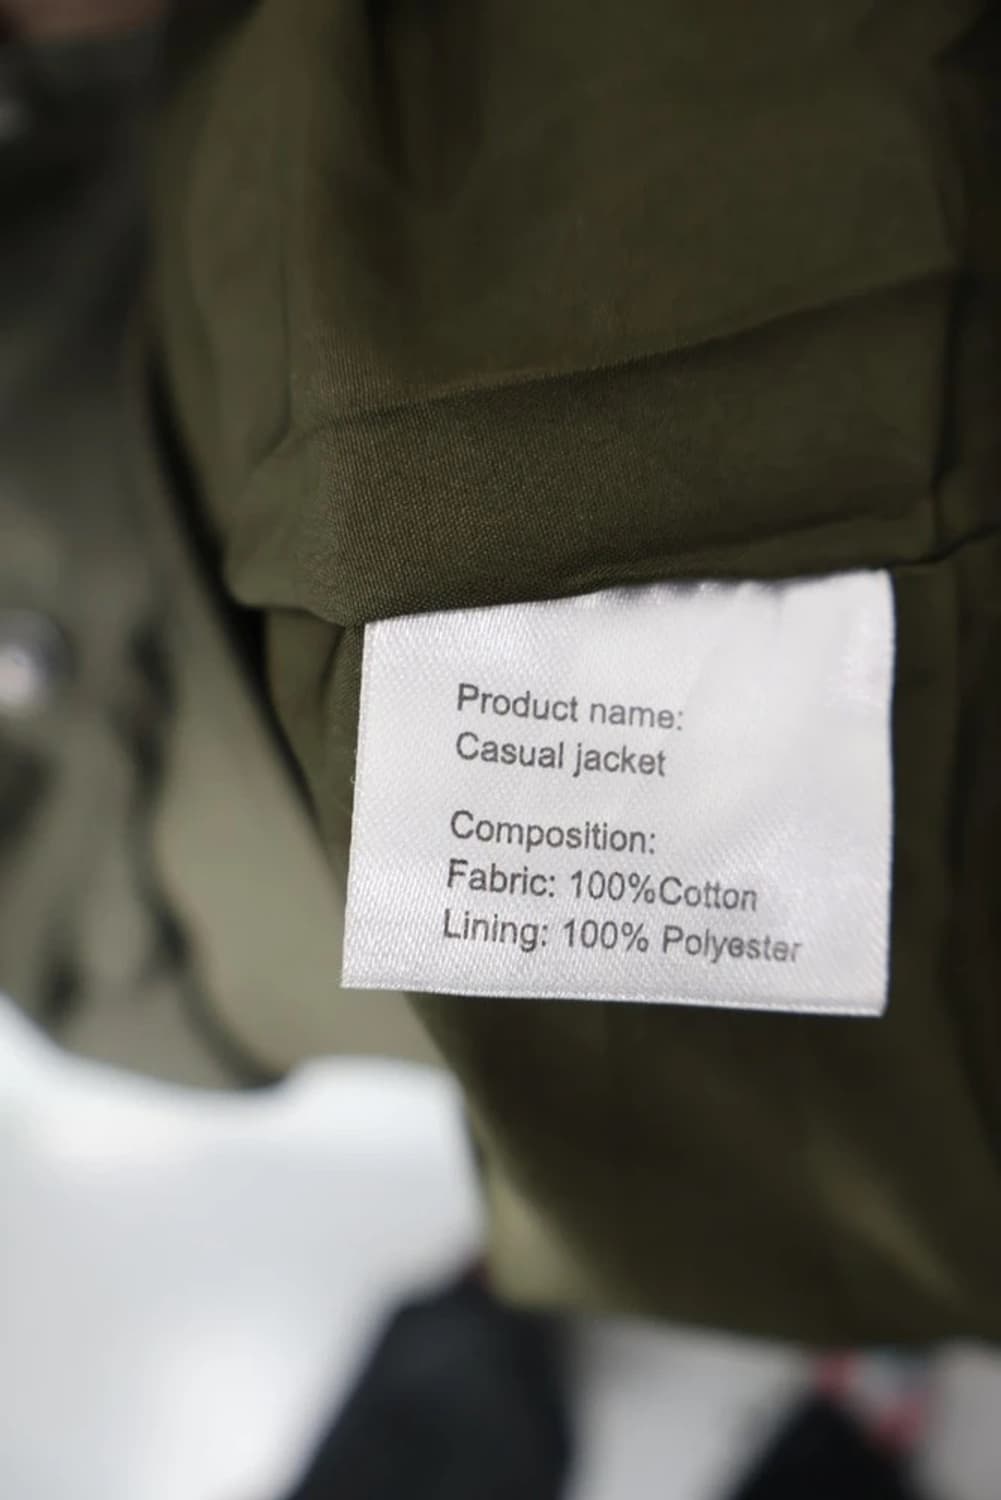 Product name:
Casual jacket
Composition:
Fabric: 100%Cotton
Lining: 100% Polyester